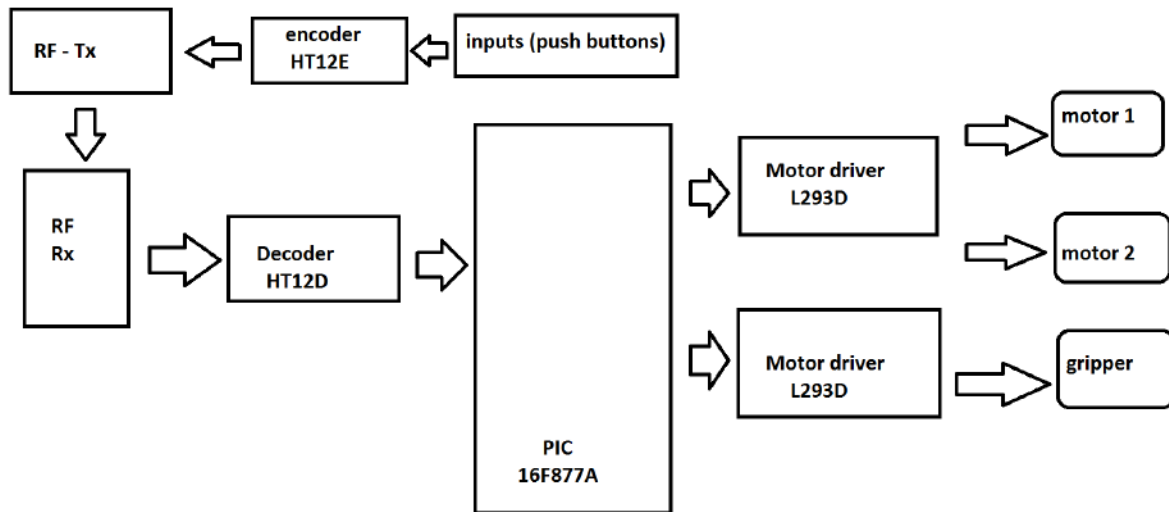 RF - Tx
encoder
HT12E
inputs (push buttons)
motor 1
RF
Rx
Decoder
HT12D
Motor driver
L293D
motor 2
Motor driver
L293D
gripper
PIC
16F877A